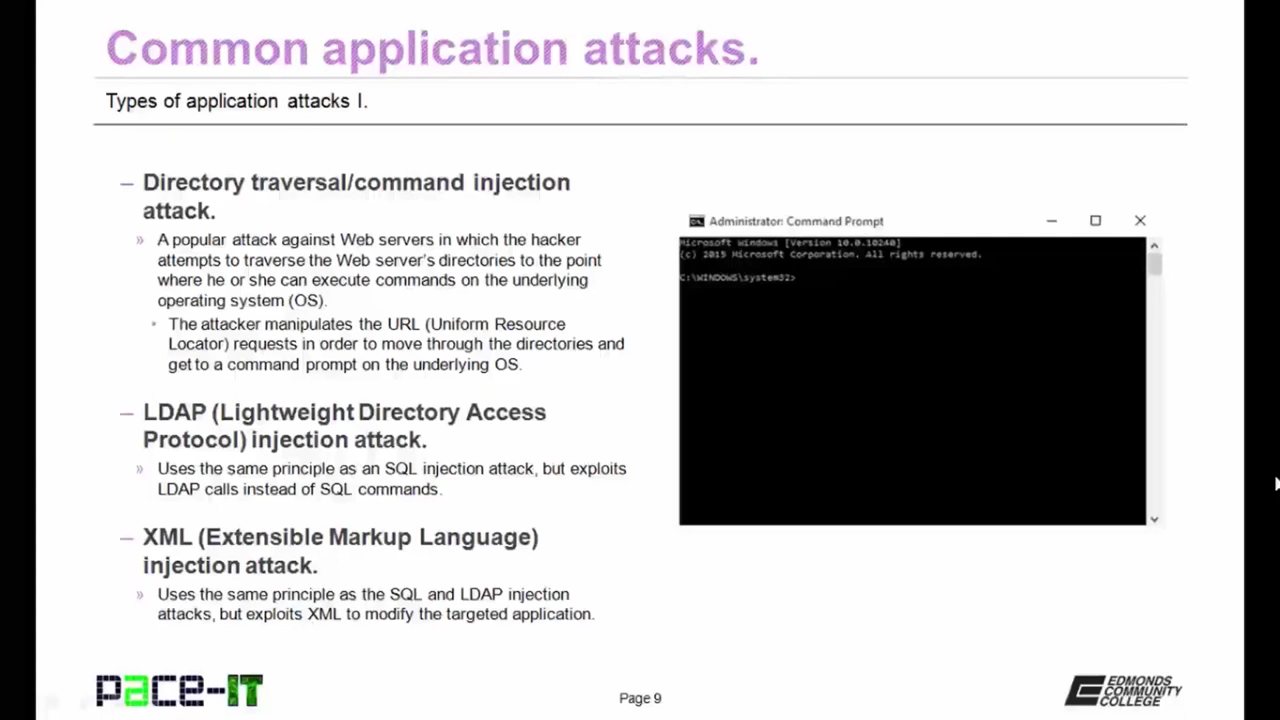 Common application attacks.
Types of application attacks I.
– Directory traversal/command injection
attack.
» A popular attack against Web servers in which the hacker
attempts to traverse the Web server's directories to the point
where he or she can execute commands on the underlying
operating system (OS).
• The attacker manipulates the URL (Uniform Resource
Locator) requests in order to move through the directories and
get to a command prompt on the underlying OS.
– LDAP (Lightweight Directory Access
Protocol) injection attack.
» Uses the same principle as an SQL injection attack, but exploits
LDAP calls instead of SQL commands.
– XML (Extensible Markup Language)
injection attack.
» Uses the same principle as the SQL and LDAP injection
attacks, but exploits XML to modify the targeted application.
Administrator: Command Prompt
Microsoft Windows [Version 10.0.10240]
(c) 2015 Microsoft Corporation. All rights reserved.
C:\WINDOWS\system32>
pace-IT
Page 9
EDMONDS
COMMUNITY
COLLEGE